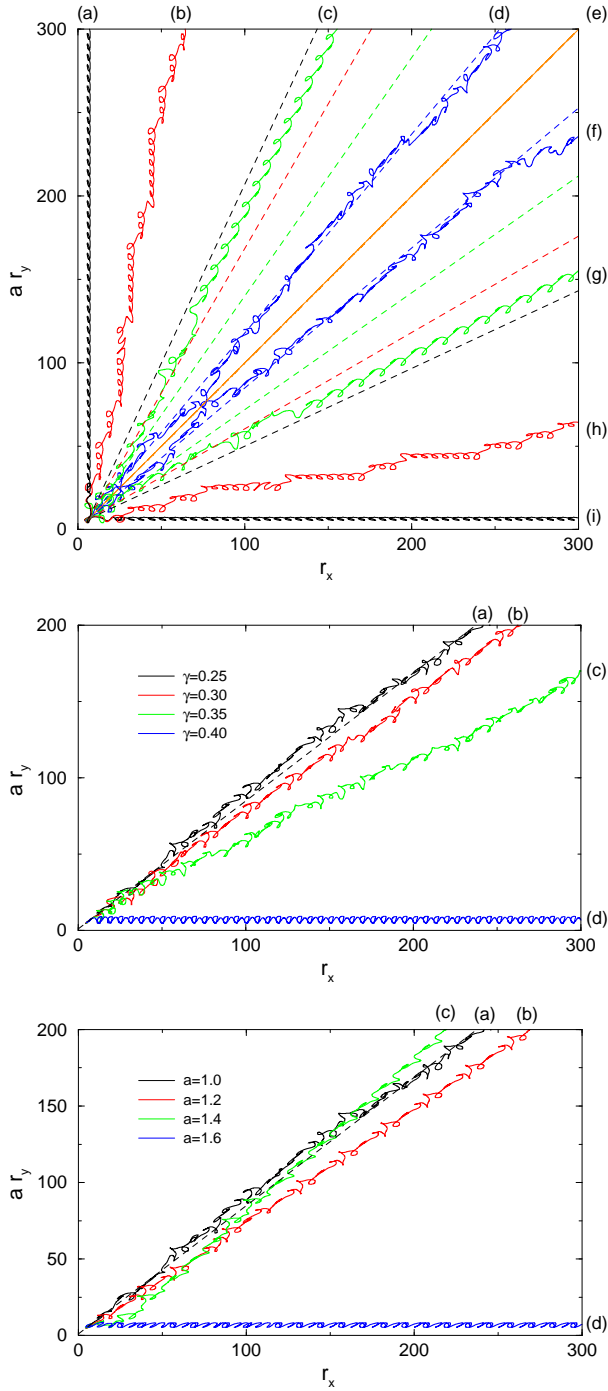 (a) (b) (c) (d) (e)
300
(f)
200
a r_y
(g)
100
(h)
(i)
0
0 100 200 300
r_x
(a) (b)
200
(c)
γ=0.25
γ=0.30
γ=0.35
γ=0.40
a r_y
100
(d)
0
0 100 200 300
r_x
(c) (a) (b)
200
a=1.0
a=1.2
a=1.4
a=1.6
150
a r_y
100
50
(d)
0
0 100 200 300
r_x